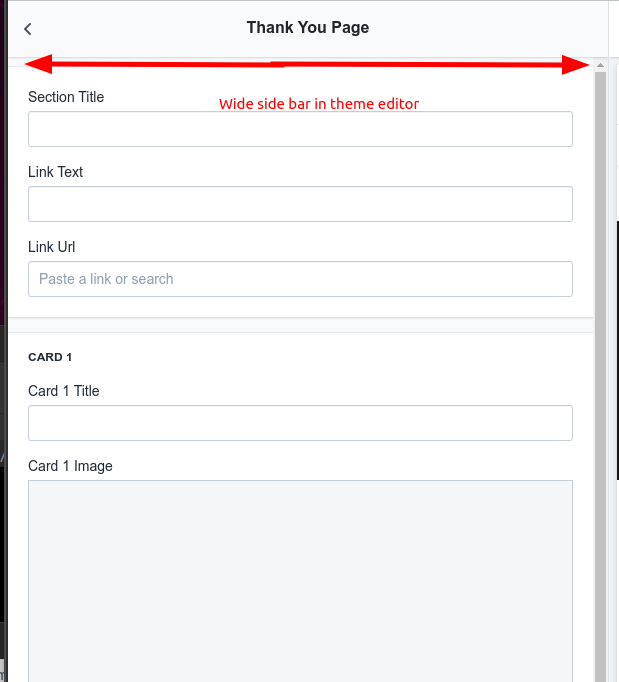 Thank You Page
Section Title
Wide side bar in theme editor
Link Text
Link Url
Paste a link or search
CARD 1
Card 1 Title
Card 1 Image